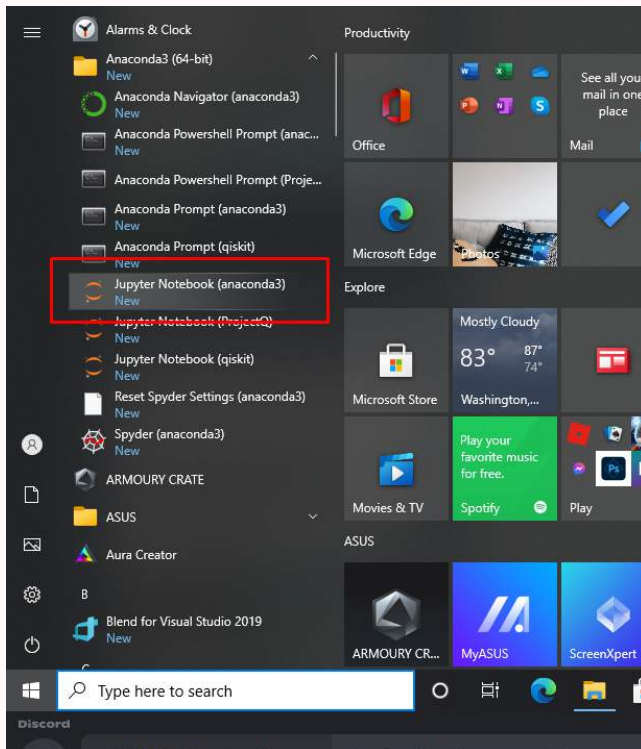 Alarms & Clock
Anaconda3 (64-bit)
New
Anaconda Navigator (anaconda3)
New
Anaconda Powershell Prompt (anac...
New
Anaconda Powershell Prompt (Proje...
Anaconda Prompt (anaconda3)
New
Anaconda Prompt (qiskit)
New
Jupyter Notebook (anaconda3)
New
Jupyter Notebook (ProjectQ)
New
Jupyter Notebook (qiskit)
New
Reset Spyder Settings (anaconda3)
New
Spyder (anaconda3)
New
ARMOURY CRATE
ASUS
Aura Creator
B
Blend for Visual Studio 2019
New
Productivity
Office
See all you
mail in one
place
Mail
Microsoft Edge
Photos
Explore
Microsoft Store
Mostly Cloudy
83° 87°
74°
Washington,...
Movies & TV
Play your
favorite music
for free.
Spotify
Ps
Play
ASUS
ARMOURY CR...
MyASUS
ScreenXpert
Type here to search
Discord